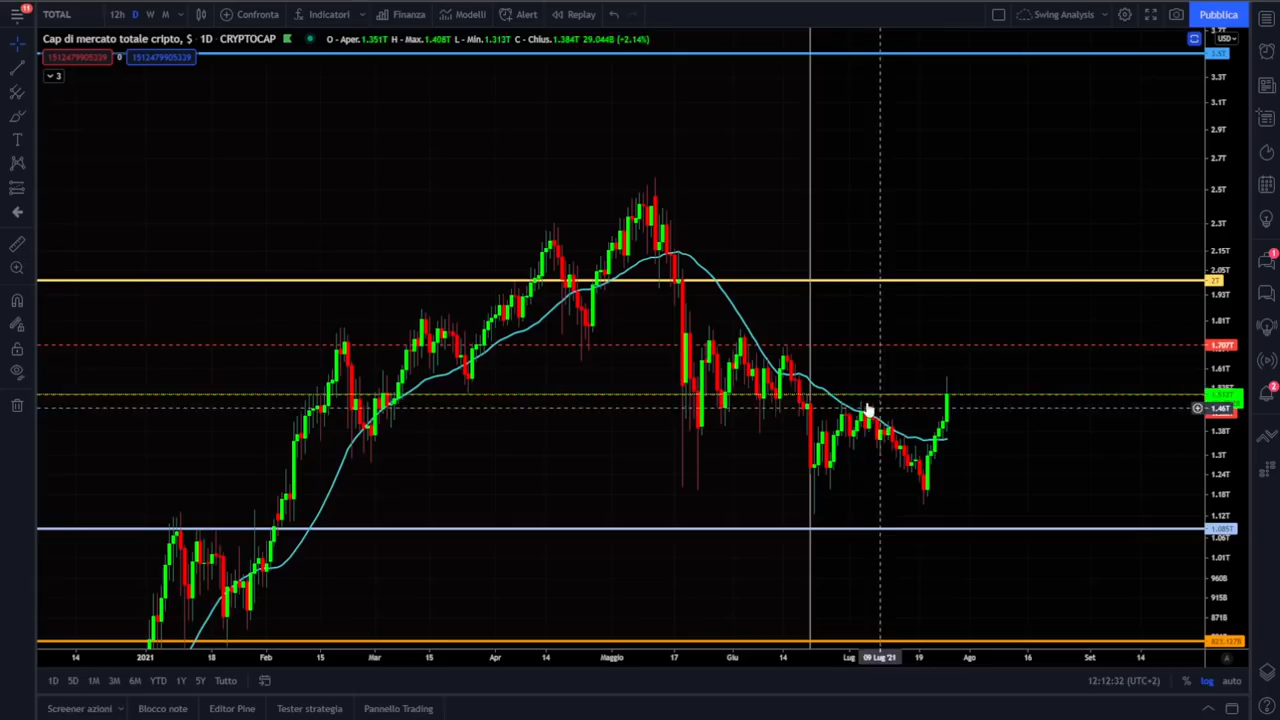 11
TOTAL 12h D W M Confronta Indicatori Finanza Modelli Alert Replay Swing Analysis Pubblica
Cap di mercato totale cripto, $ · 1D · CRYPTOCAP O - Aper.1.351T H - Max.1.408T L - Min.1.313T C - Chius.1.384T 29.044B (+2.14%)
USD
1512479905339 0 1512479905339
3
3.3T
3.1T
2.9T
2.7T
2.5T
2.3T
2.15T
2.05T
2T
1.93T
1.81T
1.707T
1.61T
1.46T
1.38T
1.3T
1.24T
1.18T
1.12T
1.085T
1.06T
1.01T
960B
915B
871B
14 2021 18 Feb 15 Mar 15 Apr 14 Maggio 17 Giu 14 Lug 09 Lug '21 19 Ago 16 Set 14
1D 5D 1M 3M 6M YTD 1Y 5Y Tutto 12:12:32 (UTC+2) % log auto
Screener azioni Blocco note Editor Pine Tester strategia Pannello Trading
1
2